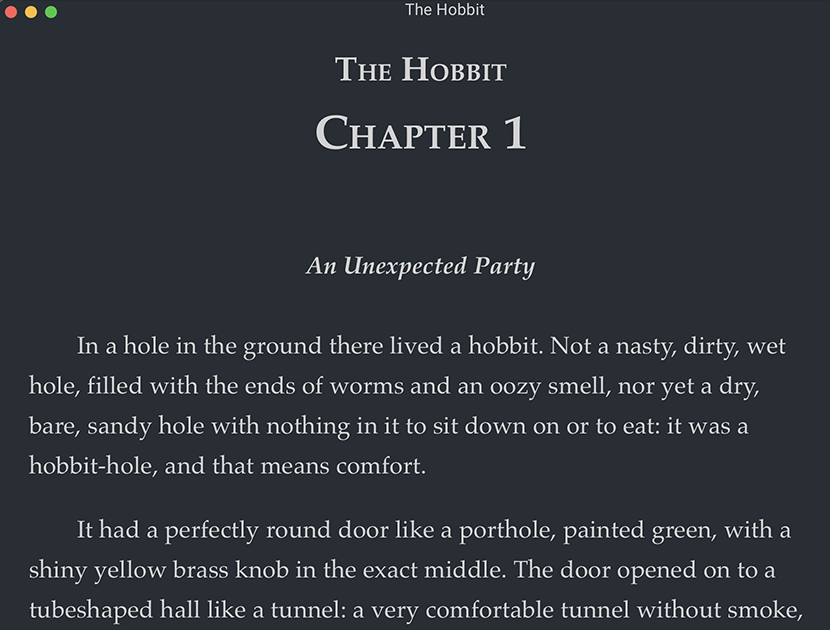 The Hobbit
The Hobbit
Chapter 1
An Unexpected Party
In a hole in the ground there lived a hobbit. Not a nasty, dirty, wet
hole, filled with the ends of worms and an oozy smell, nor yet a dry,
bare, sandy hole with nothing in it to sit down on or to eat: it was a
hobbit-hole, and that means comfort.
It had a perfectly round door like a porthole, painted green, with a
shiny yellow brass knob in the exact middle. The door opened on to a
tubeshaped hall like a tunnel: a very comfortable tunnel without smoke,